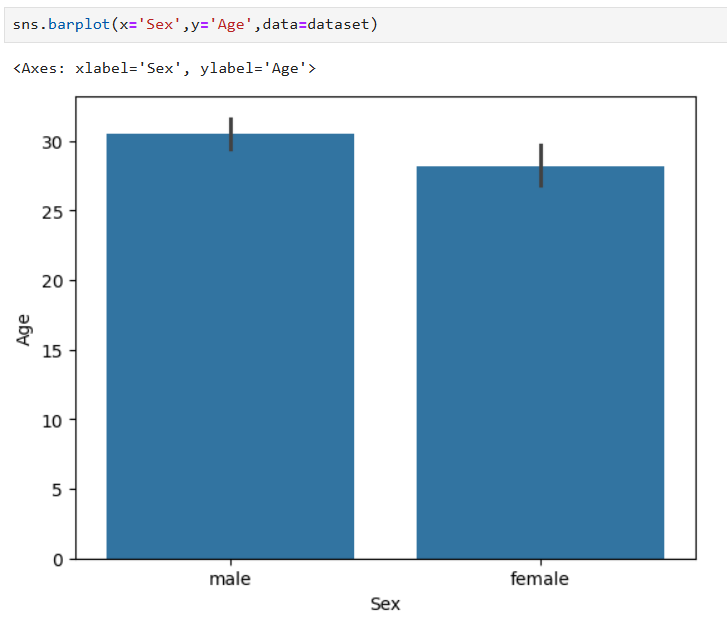 sns.barplot(x='Sex',y='Age',data=dataset)
<Axes: xlabel='Sex', ylabel='Age'>
30
25
20
15
10
5
0
Age
male female
Sex